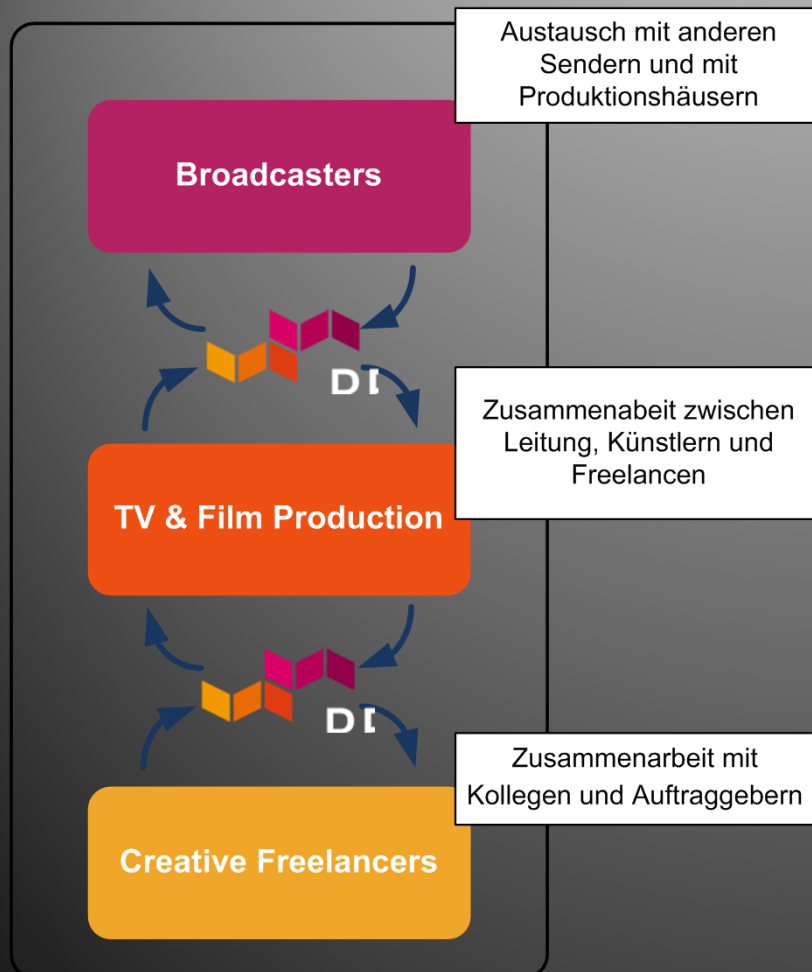 Austausch mit anderen
Sendern und mit
Produktionshäusern
Broadcasters
Zusammenabeit zwischen
Leitung, Künstlern und
Freelancen
TV & Film Production
Zusammenarbeit mit
Kollegen und Auftraggebern
Creative Freelancers